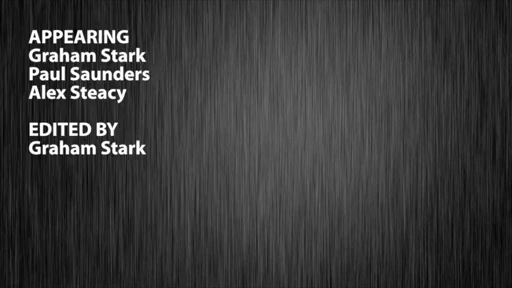 APPEARING
Graham Stark
Paul Saunders
Alex Steacy
EDITED BY
Graham Stark